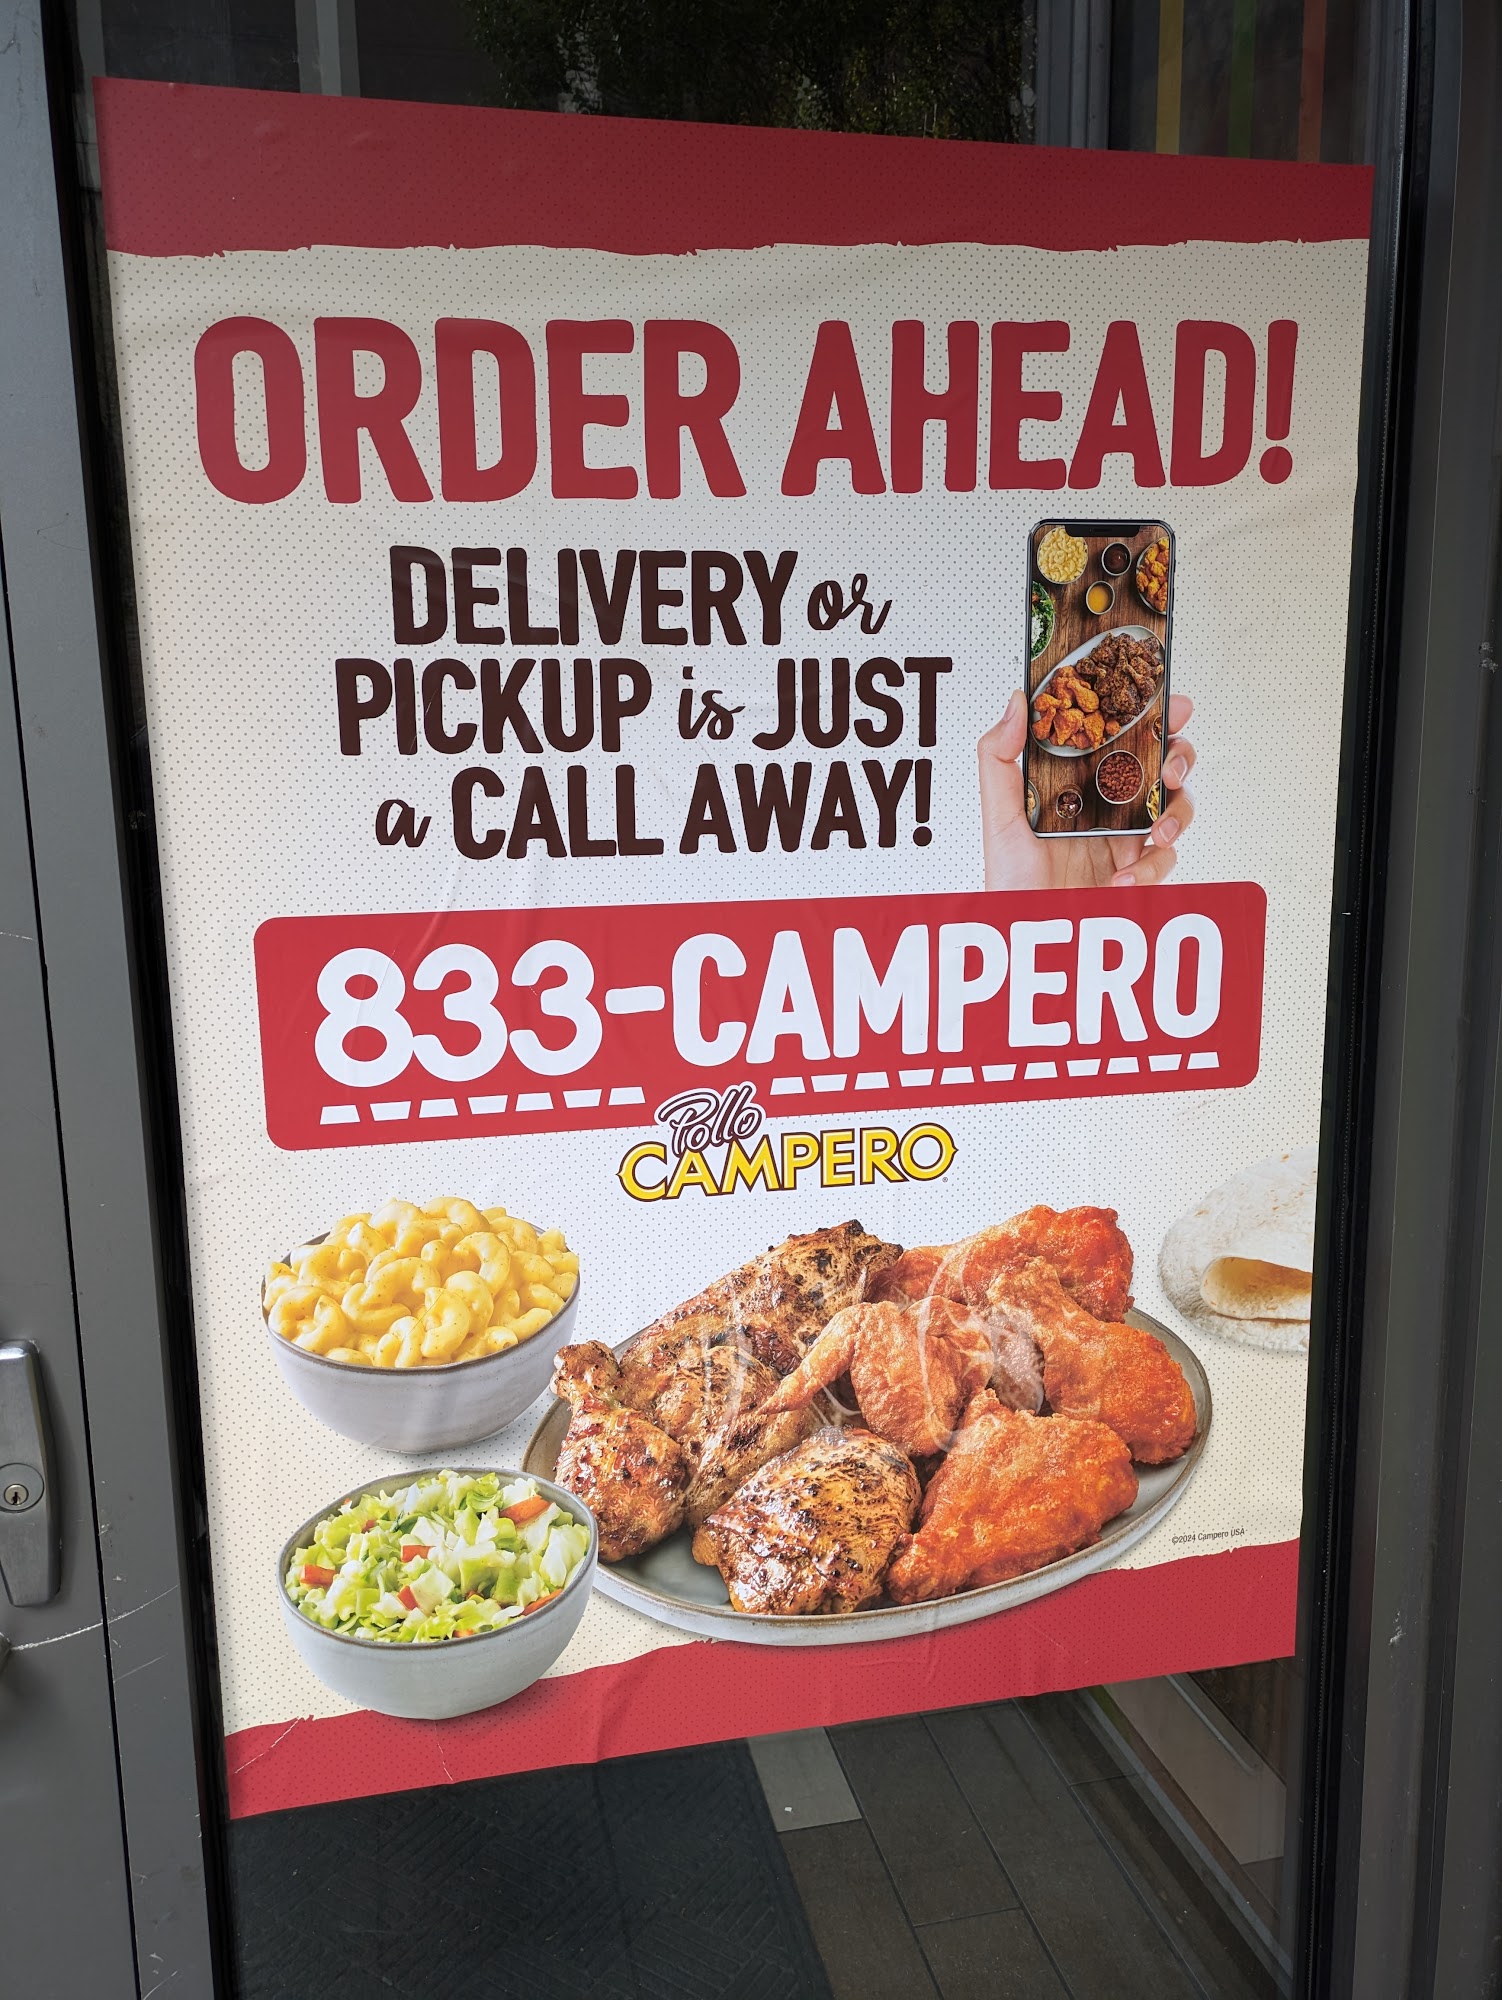 ORDER AHEAD!
DELIVERY or
PICKUP is JUST
a CALL AWAY!
833-CAMPERO
Pollo
CAMPERO
©2024 Campero USA